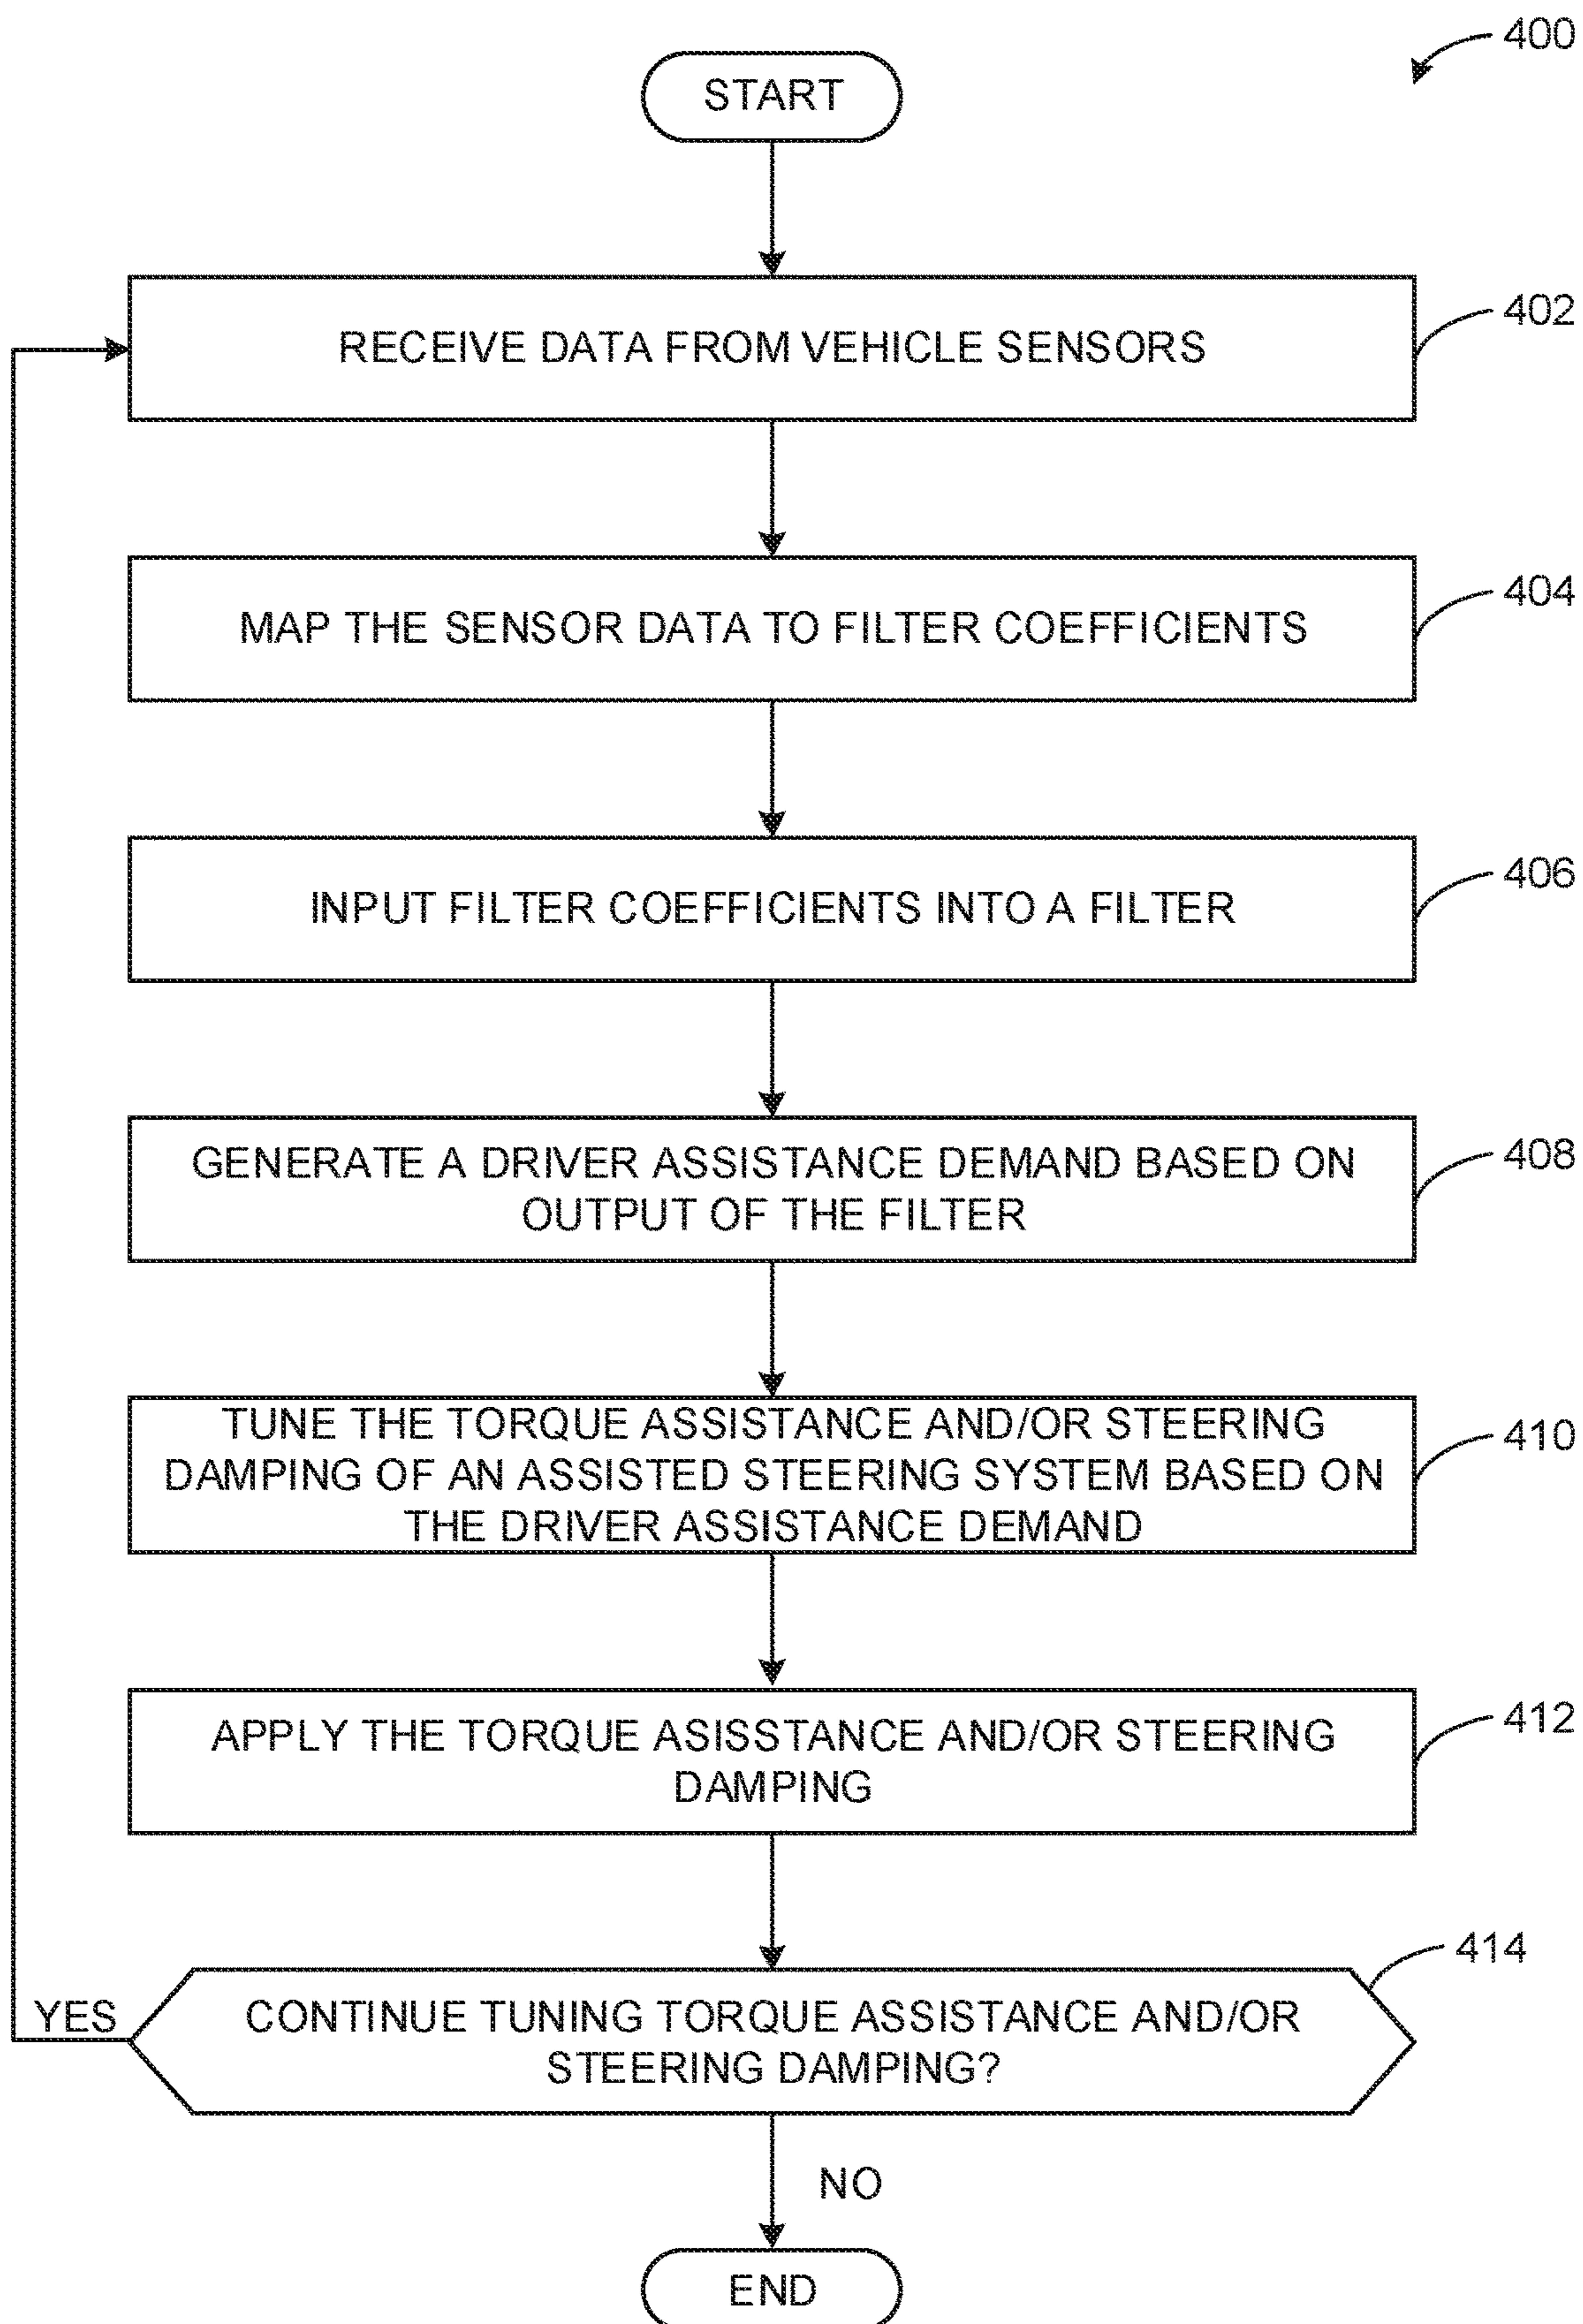 400
START
RECEIVE DATA FROM VEHICLE SENSORS
402
MAP THE SENSOR DATA TO FILTER COEFFICIENTS
404
INPUT FILTER COEFFICIENTS INTO A FILTER
406
GENERATE A DRIVER ASSISTANCE DEMAND BASED ON
OUTPUT OF THE FILTER
408
TUNE THE TORQUE ASSISTANCE AND/OR STEERING
DAMPING OF AN ASSISTED STEERING SYSTEM BASED ON
THE DRIVER ASSISTANCE DEMAND
410
APPLY THE TORQUE ASISSTANCE AND/OR STEERING
DAMPING
412
414
YES
CONTINUE TUNING TORQUE ASSISTANCE AND/OR
STEERING DAMPING?
NO
END